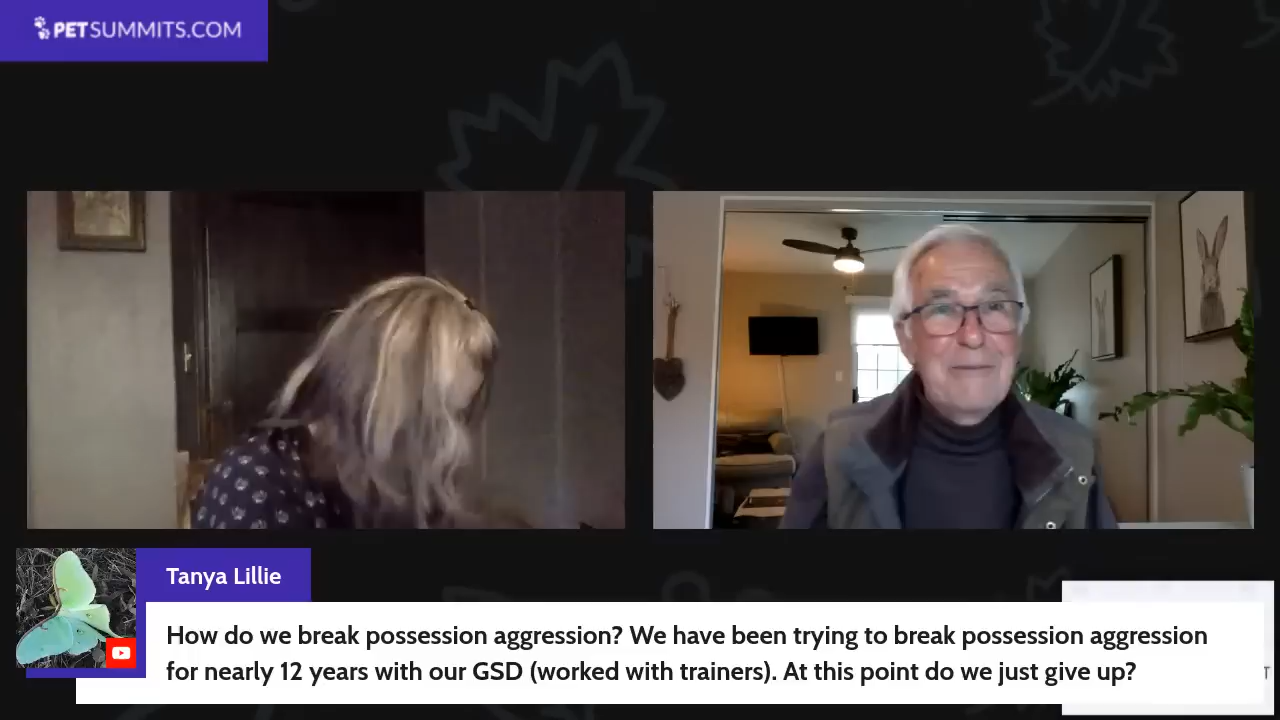 PETSUMMITS.COM
Tanya Lillie
How do we break possession aggression? We have been trying to break possession aggression
for nearly 12 years with our GSD (worked with trainers). At this point do we just give up?